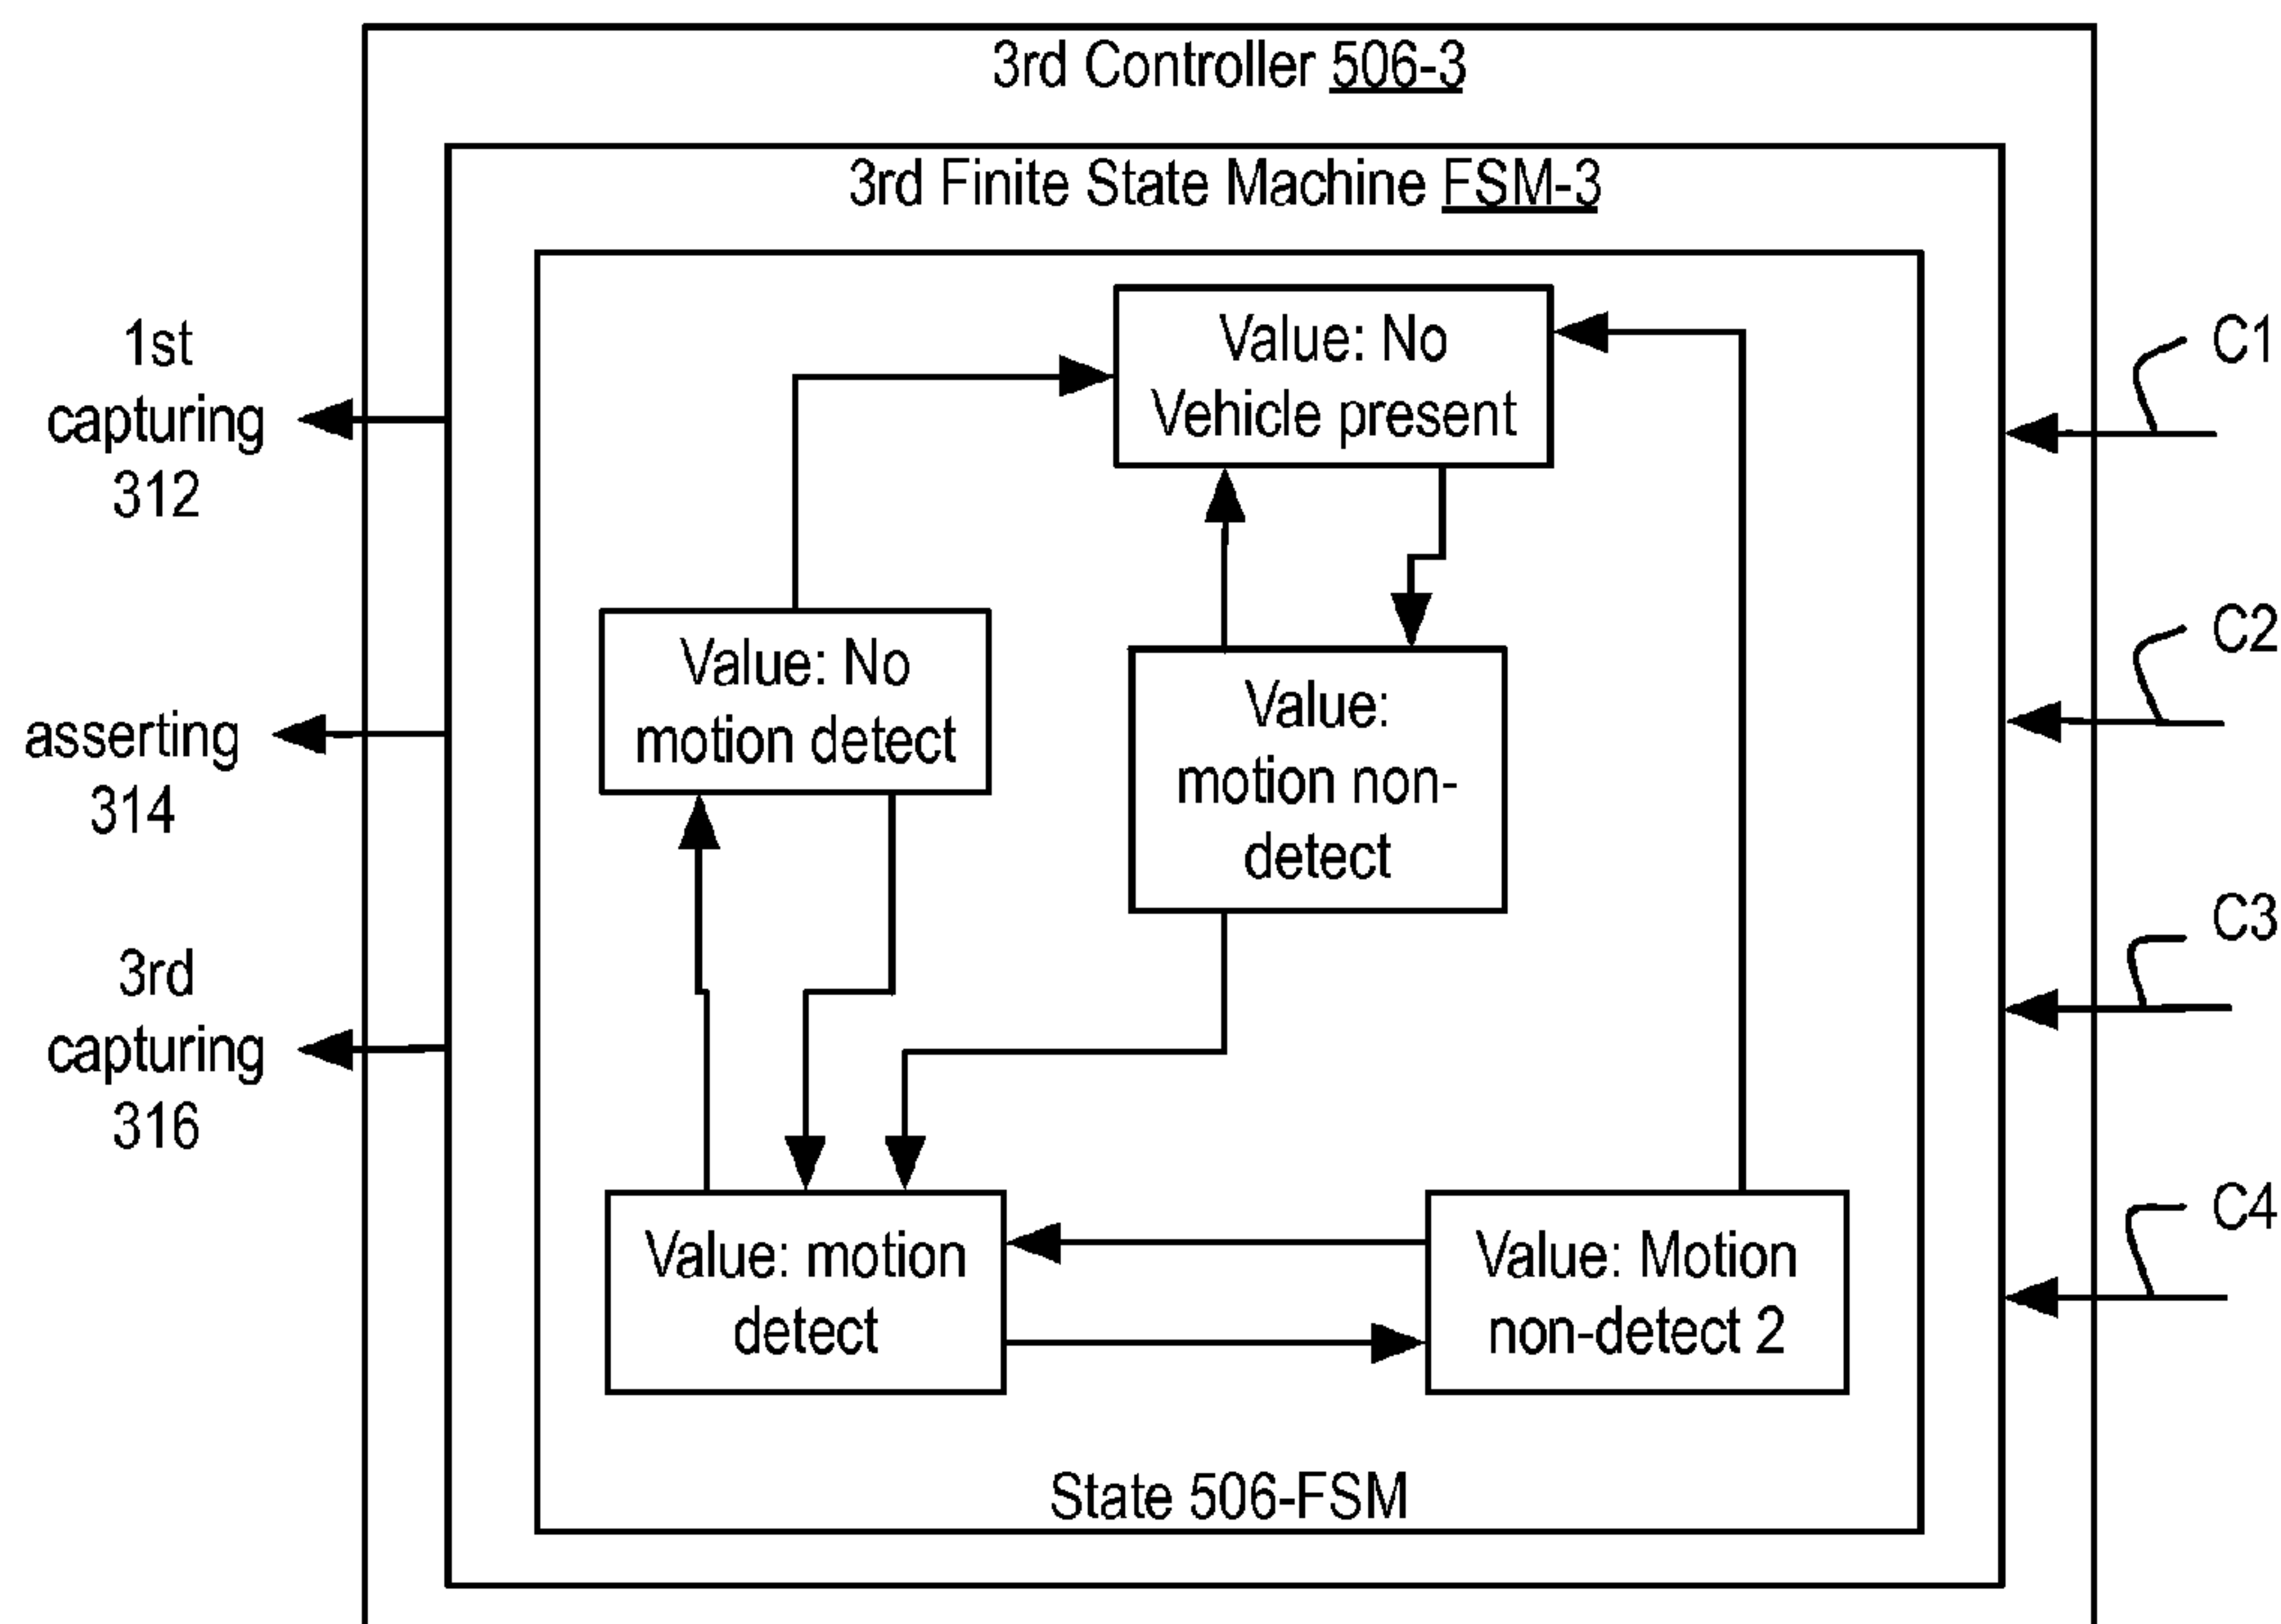 3rd Controller 506-3
3rd Finite State Machine FSM-3
1st
capturing
312
asserting
314
3rd
capturing
316
Value: No
Vehicle present
Value: No
motion detect
Value:
motion non-
detect
Value: motion
detect
Value: Motion
non-detect 2
State 506-FSM
C1
C2
C3
C4